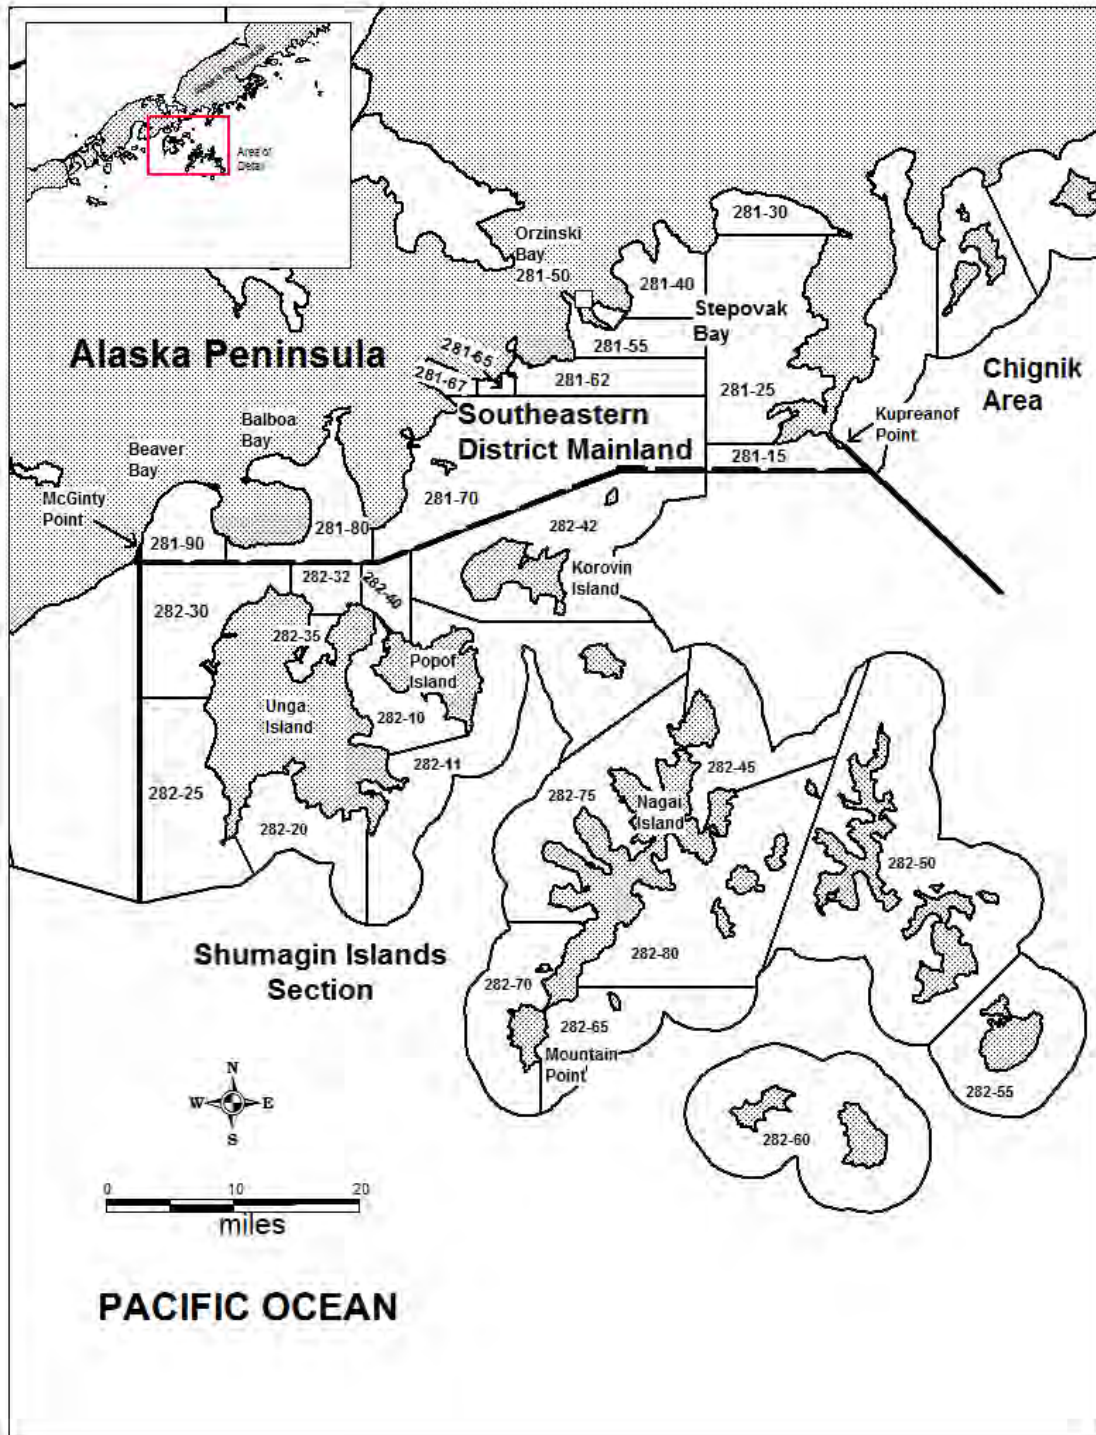 Alaska Peninsula
Area of
Detail
Orzinski
Bay
281-50
281-30
281-40
Stepovak
Bay
281-55
281-65
281-67
281-62
281-25
Alaska Peninsula
Chignik
Area
Kupreanof
Point
Southeastern
District Mainland
281-15
Balboa
Bay
Beaver
Bay
McGinty
Point
281-70
281-80
281-90
282-42
Korovin
Island
282-32
282-40
282-30
282-35
Popof
Island
Unga
Island
282-10
282-11
282-25
282-20
282-45
282-75
Nagai
Island
282-50
282-80
Shumagin Islands
Section
282-70
282-65
Mountain
Point
282-55
282-60
N
W
E
S
0
10
20
miles
PACIFIC OCEAN